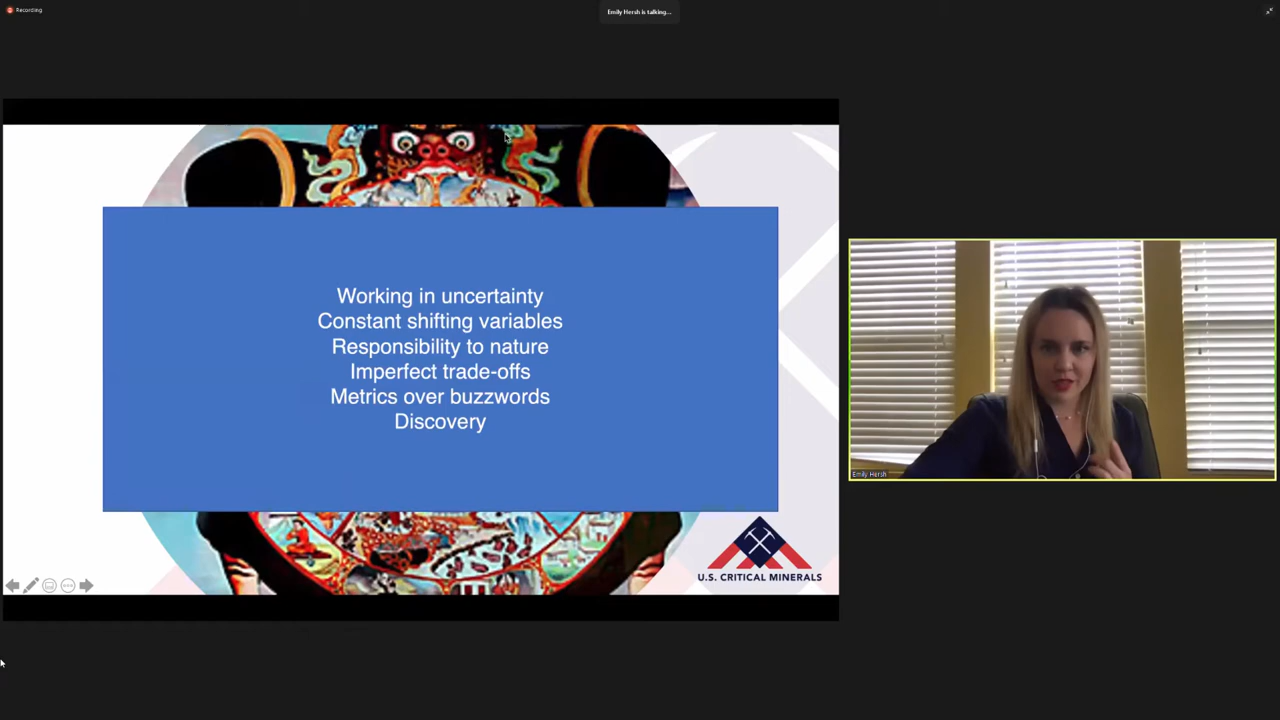 Recording
Emily Hersh is talking...
Working in uncertainty
Constant shifting variables
Responsibility to nature
Imperfect trade-offs
Metrics over buzzwords
Discovery
U.S. CRITICAL MINERALS
Emily Hersh